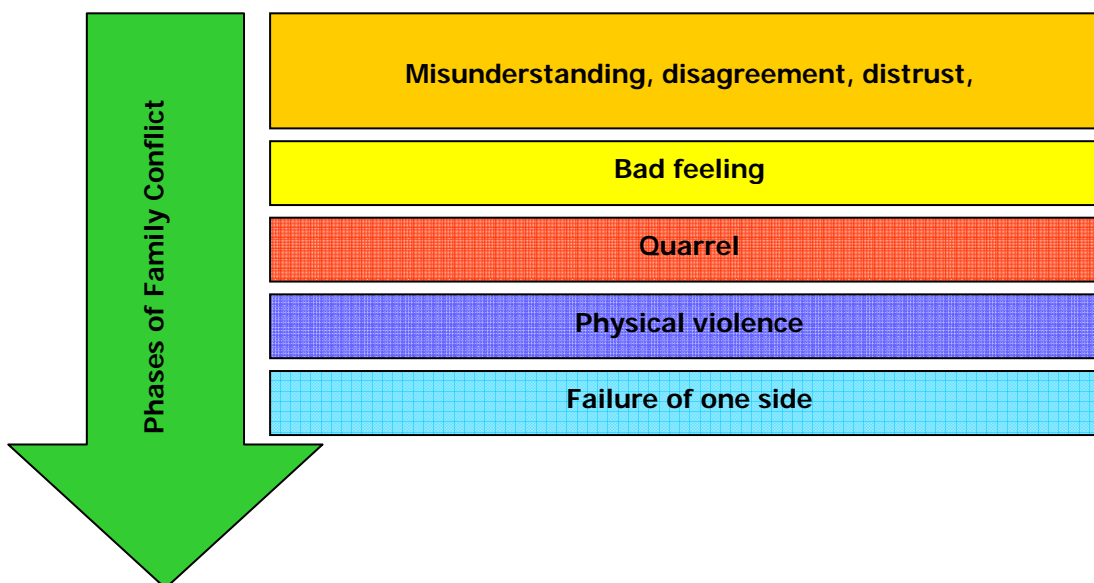 Phases of Family Conflict
Misunderstanding, disagreement, distrust,
Bad feeling
Quarrel
Physical violence
Failure of one side